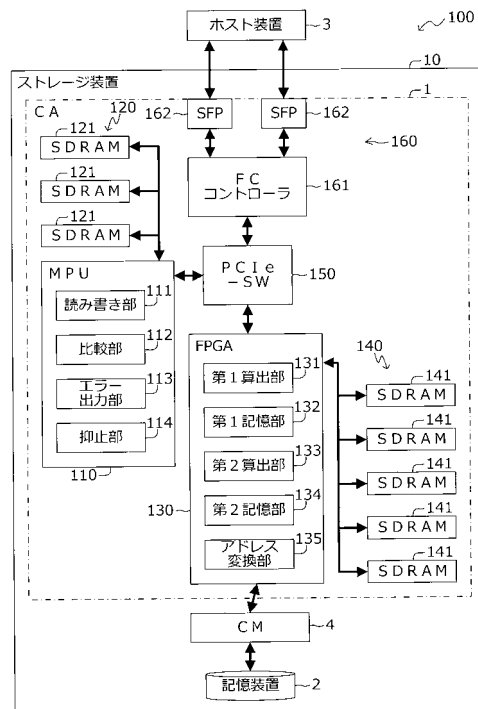 ホスト装置
3
100
ストレージ装置
10
1
CA
120
162
SFP
SFP
162
160
121
SDRAM
121
SDRAM
121
SDRAM
FC
コントローラ
161
MPU
PCIe
-SW
150
読み書き部
111
比較部
112
エラー
出力部
113
抑止部
114
110
FPGA
140
第1算出部
131
第1記憶部
132
第2算出部
133
第2記憶部
134
アドレス
変換部
135
130
141
SDRAM
141
SDRAM
141
SDRAM
141
SDRAM
141
SDRAM
CM
4
記憶装置
2